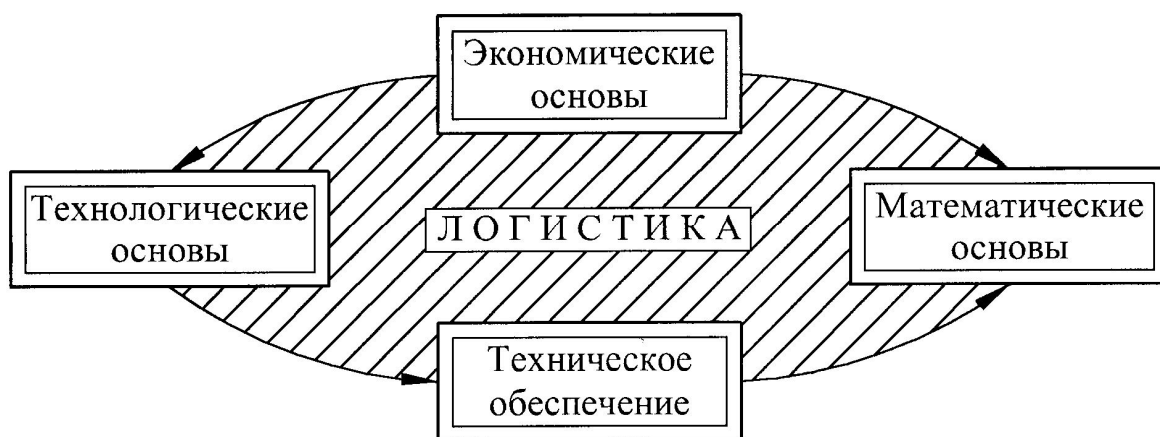 Экономические
основы
Технологические
основы
ЛОГИСТИКА
Математические
основы
Техническое
обеспечение